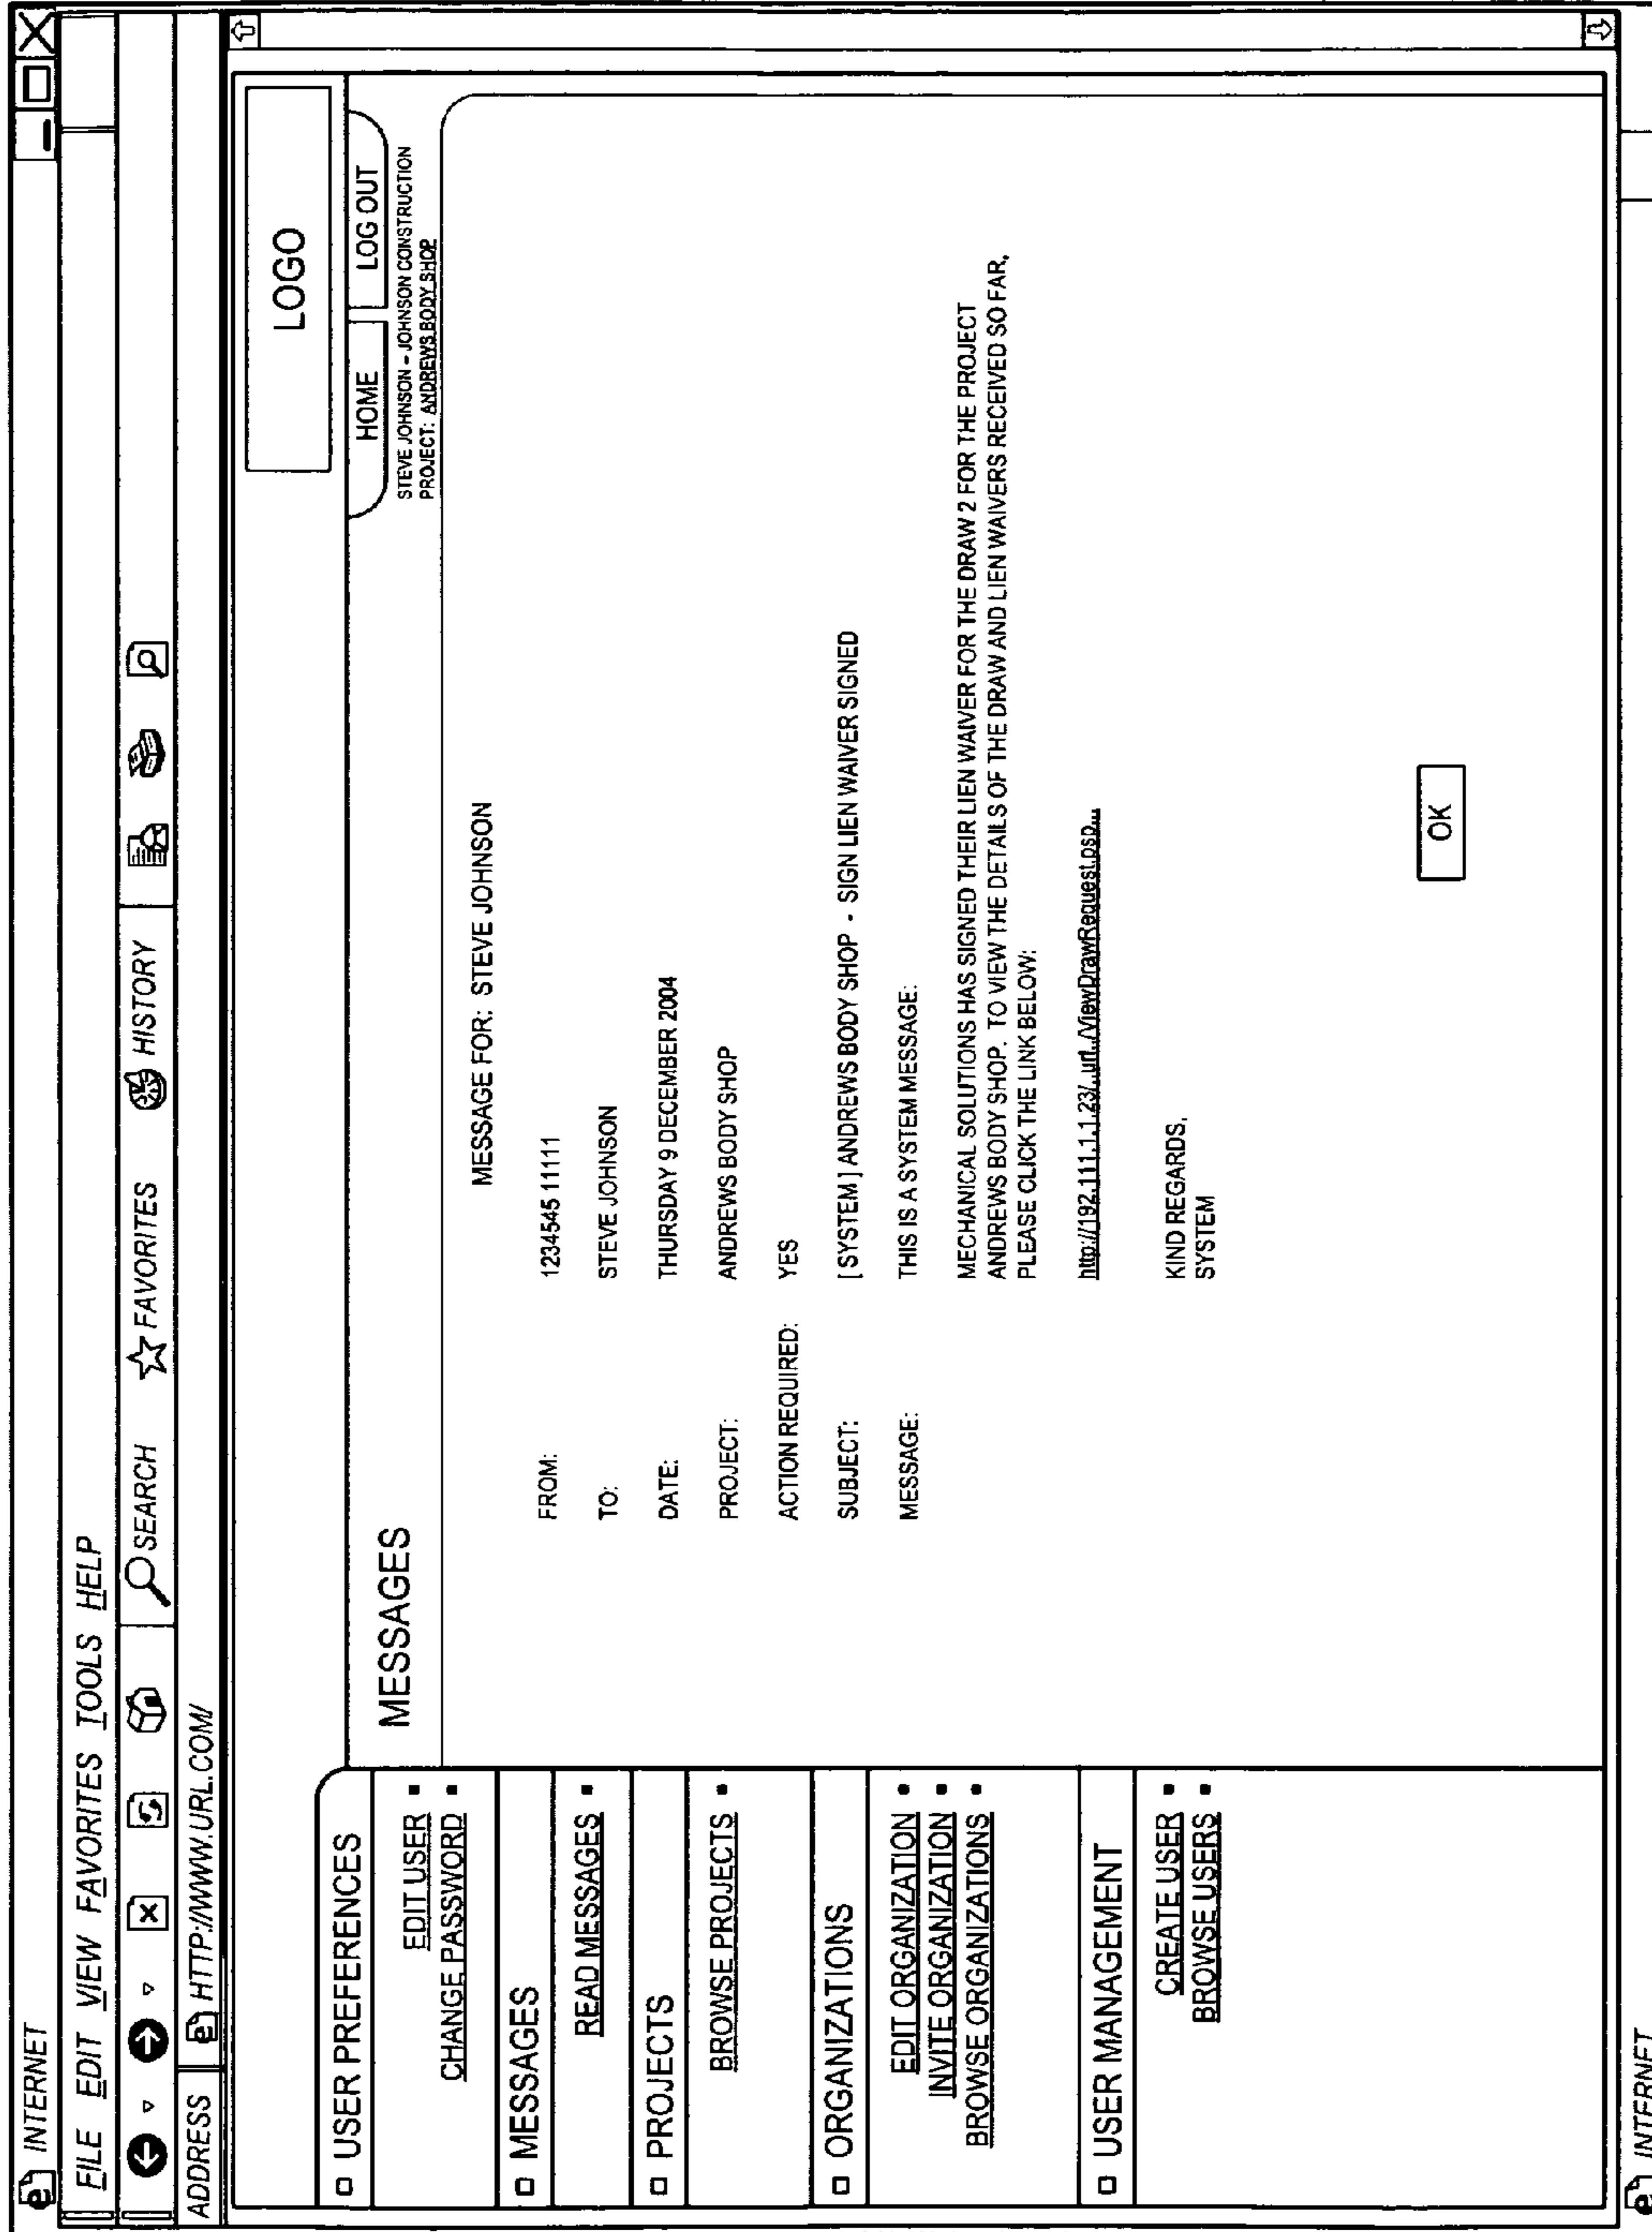 INTERNET
FILE EDIT VIEW FAVORITES TOOLS HELP
SEARCH FAVORITES HISTORY
ADDRESS HTTP://WWW.URL.COM/
LOGO
HOME LOG OUT
STEVE JOHNSON – JOHNSON CONSTRUCTION
PROJECT: ANDREWS BODY SHOP
USER PREFERENCES
EDIT USER
CHANGE PASSWORD
MESSAGES
READ MESSAGES
PROJECTS
BROWSE PROJECTS
ORGANIZATIONS
EDIT ORGANIZATION
INVITE ORGANIZATION
BROWSE ORGANIZATIONS
USER MANAGEMENT
CREATE USER
BROWSE USERS
MESSAGES
MESSAGE FOR: STEVE JOHNSON
FROM: 1234545 11111
TO: STEVE JOHNSON
DATE: THURSDAY 9 DECEMBER 2004
PROJECT: ANDREWS BODY SHOP
ACTION REQUIRED: YES
SUBJECT: [ SYSTEM ] ANDREWS BODY SHOP - SIGN LIEN WAIVER SIGNED
MESSAGE: THIS IS A SYSTEM MESSAGE:
MECHANICAL SOLUTIONS HAS SIGNED THEIR LIEN WAIVER FOR THE DRAW 2 FOR THE PROJECT
ANDREWS BODY SHOP. TO VIEW THE DETAILS OF THE DRAW AND LIEN WAIVERS RECEIVED SO FAR,
PLEASE CLICK THE LINK BELOW:
http://192.111.1.123/..url../ViewDrawRequest.psp...
KIND REGARDS,
SYSTEM
OK
INTERNET